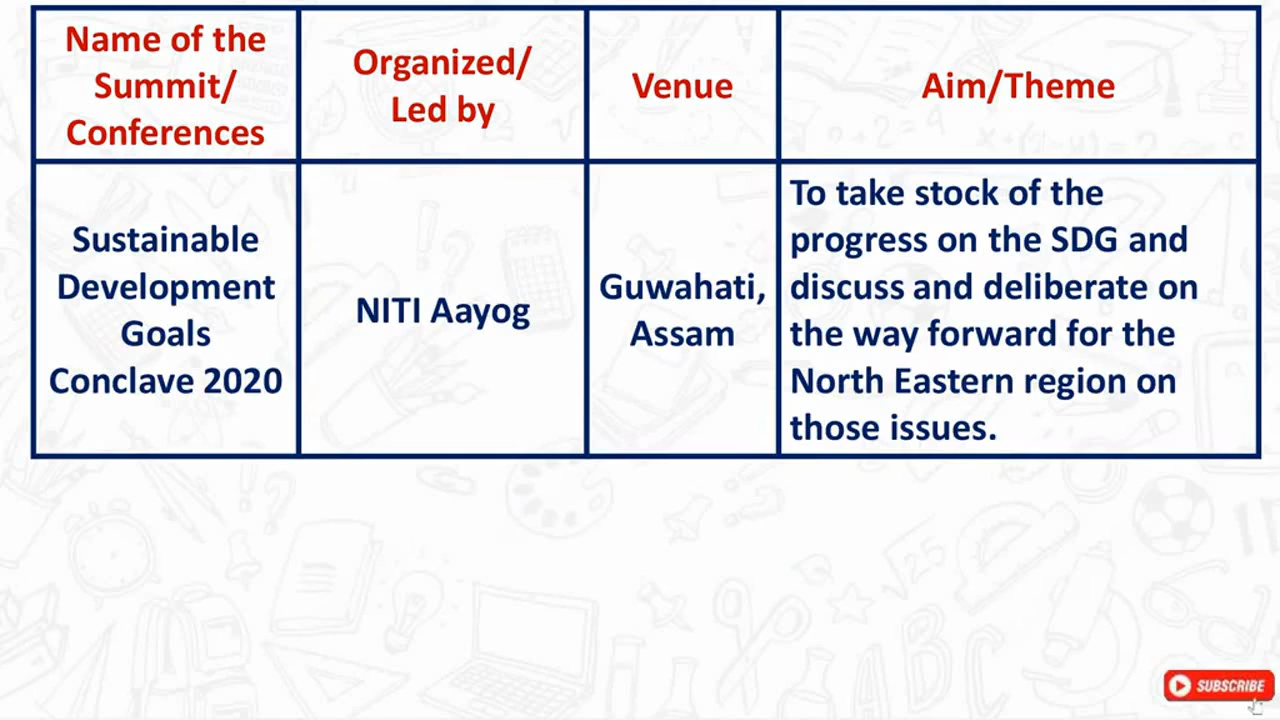 Name of the
Summit/
Conferences
Organized/
Led by
Venue
Aim/Theme
Sustainable
Development
Goals
Conclave 2020
NITI Aayog
Guwahati,
Assam
To take stock of the
progress on the SDG and
discuss and deliberate on
the way forward for the
North Eastern region on
those issues.
SUBSCRIBE